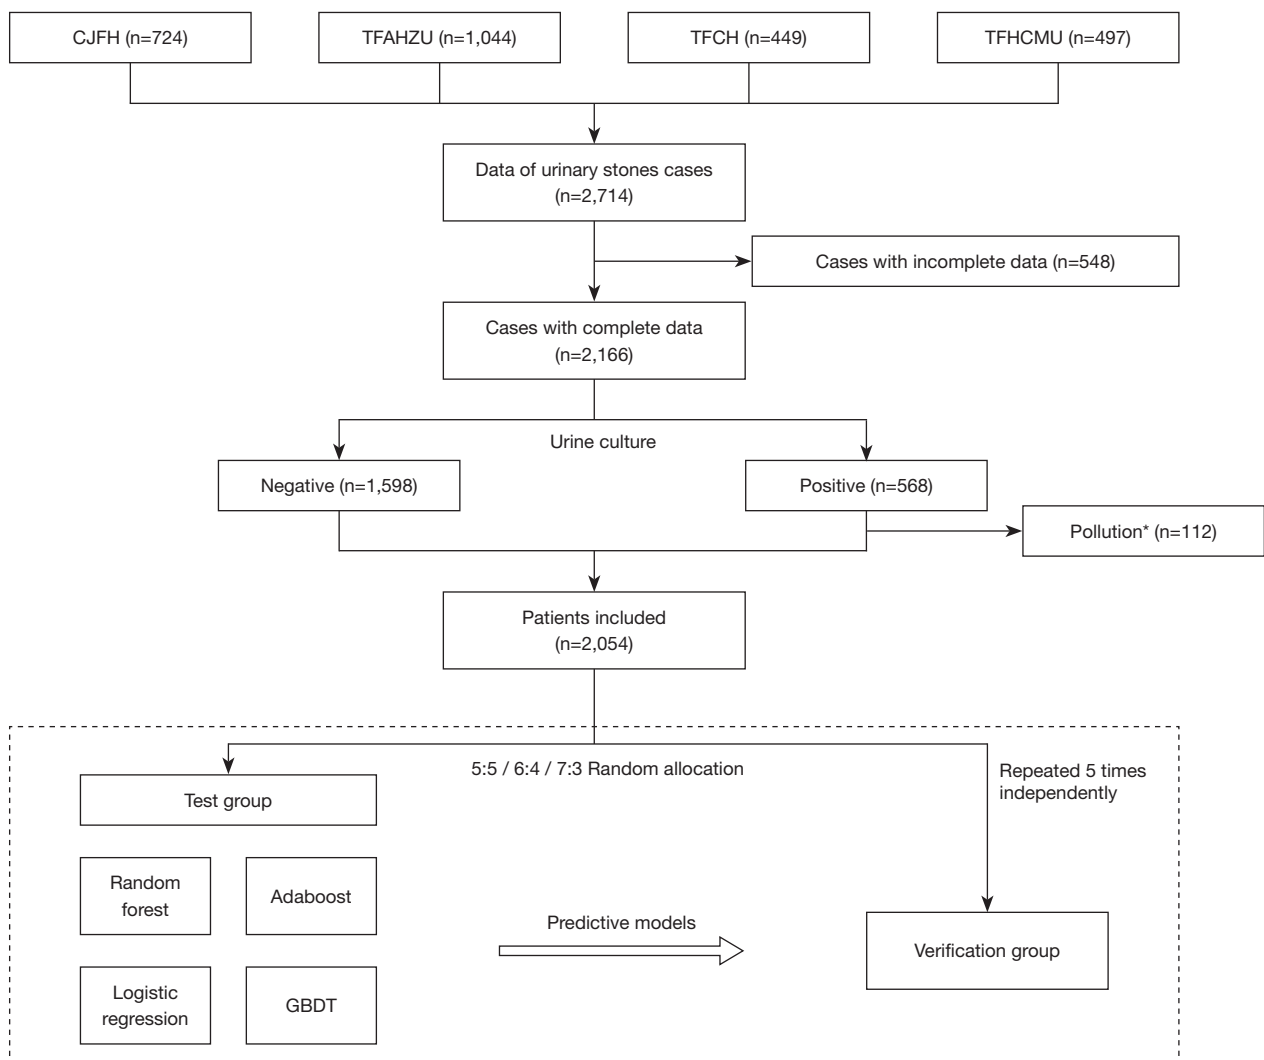 CJFH (n=724)
TFAHZU (n=1,044)
TFCH (n=449)
TFHCMU (n=497)
Data of urinary stones cases
(n=2,714)
Cases with incomplete data (n=548)
Cases with complete data
(n=2,166)
Urine culture
Negative (n=1,598)
Positive (n=568)
Pollution* (n=112)
Patients included
(n=2,054)
5:5 / 6:4 / 7:3 Random allocation
Repeated 5 times
independently
Test group
Random
forest
Adaboost
Predictive models
Verification group
Logistic
regression
GBDT